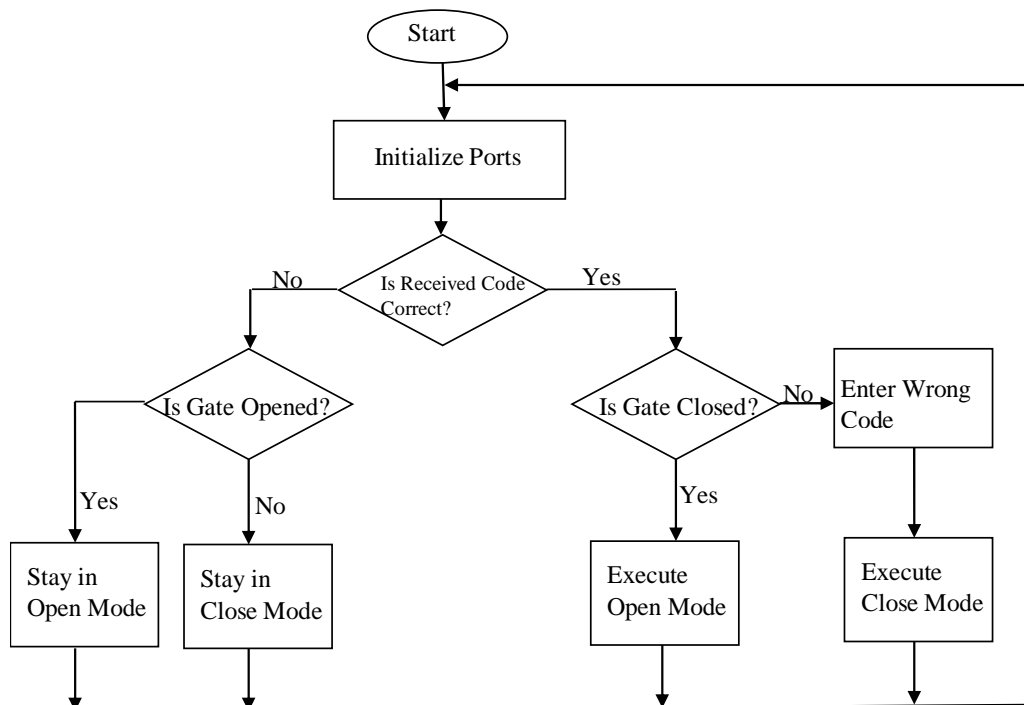 Start
Initialize Ports
No
Is Received Code
Correct?
Yes
Is Gate Opened?
Is Gate Closed?
No
Enter Wrong
Code
Yes
No
Yes
Stay in
Open Mode
Stay in
Close Mode
Execute
Open Mode
Execute
Close Mode